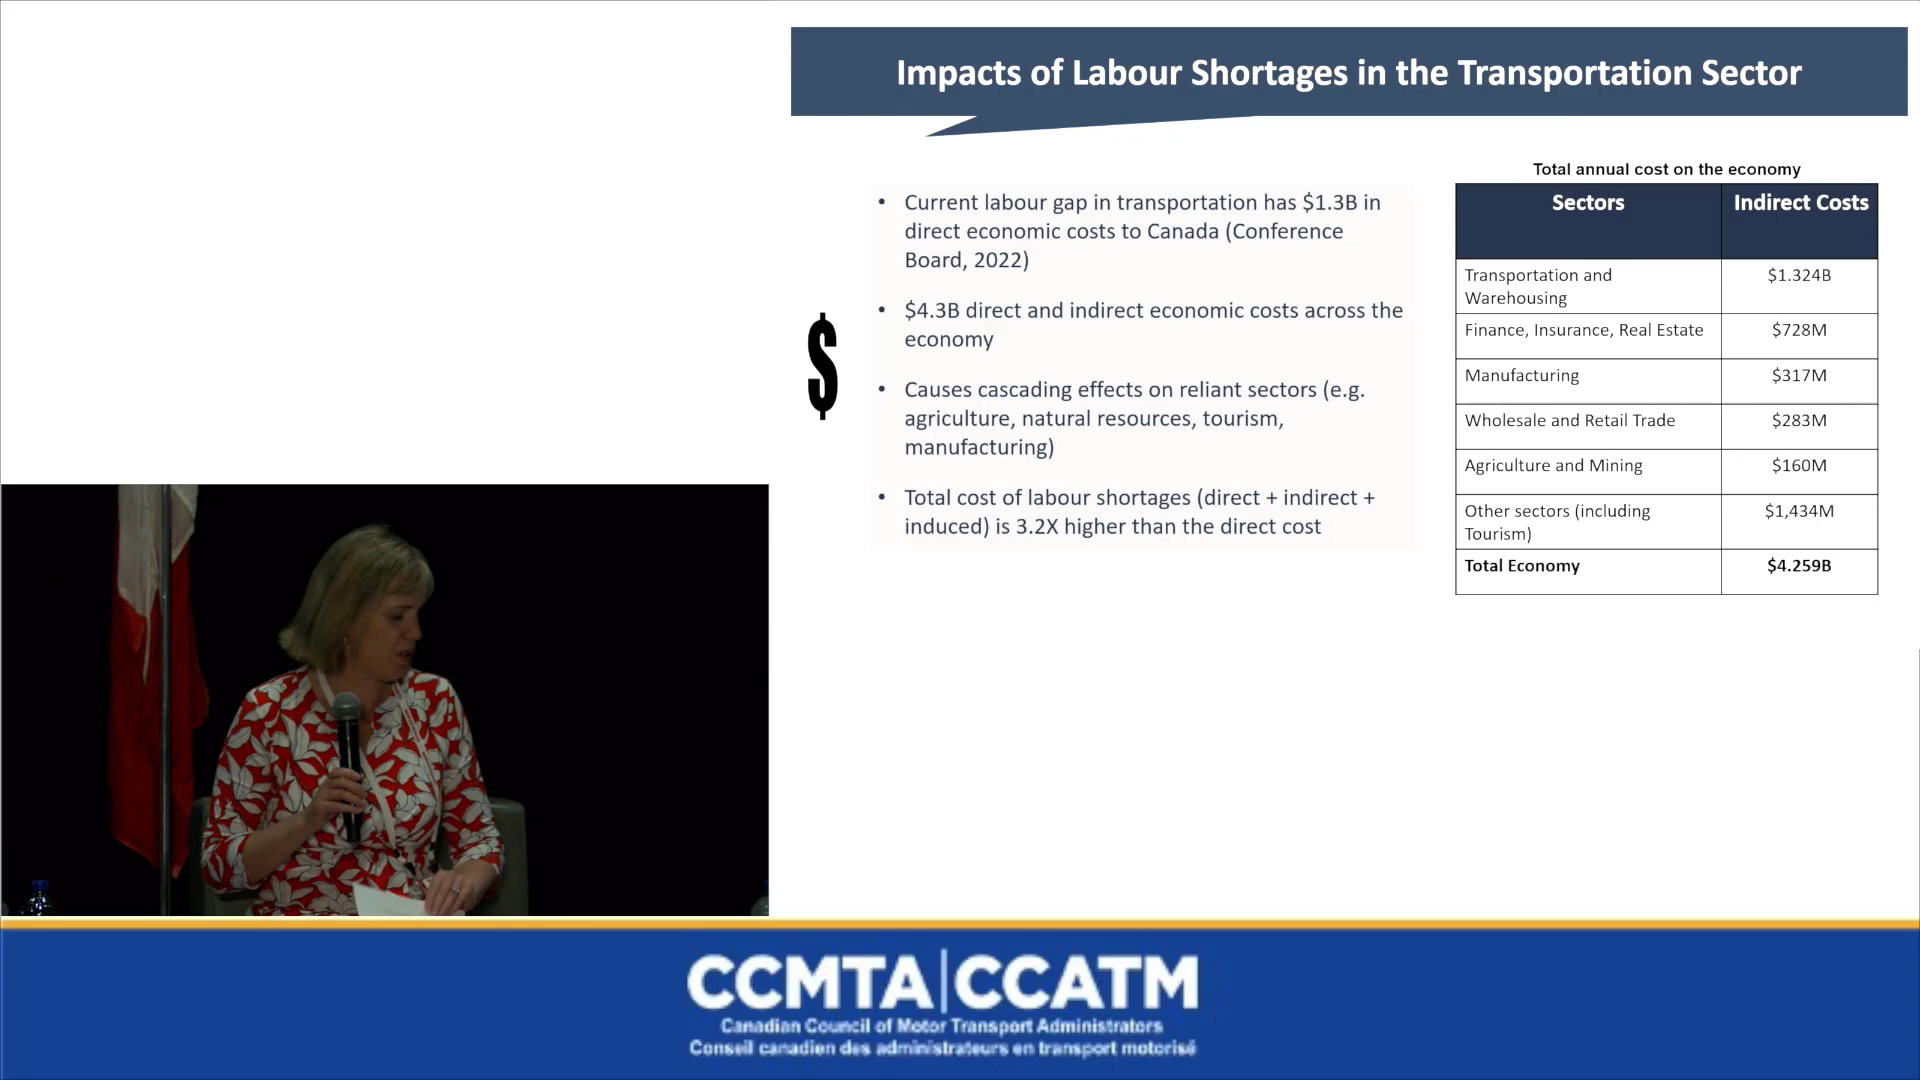 Impacts of Labour Shortages in the Transportation Sector
• Current labour gap in transportation has $1.3B in
direct economic costs to Canada (Conference
Board, 2022)
• $4.3B direct and indirect economic costs across the
economy
• Causes cascading effects on reliant sectors (e.g.
agriculture, natural resources, tourism,
manufacturing)
• Total cost of labour shortages (direct + indirect +
induced) is 3.2X higher than the direct cost
$
Total annual cost on the economy
Sectors Indirect Costs
Transportation and
Warehousing $1.324B
Finance, Insurance, Real Estate $728M
Manufacturing $317M
Wholesale and Retail Trade $283M
Agriculture and Mining $160M
Other sectors (including
Tourism) $1,434M
Total Economy $4.259B
CCMTA|CCATM
Canadian Council of Motor Transport Administrators
Conseil canadien des administrateurs en transport motorisé